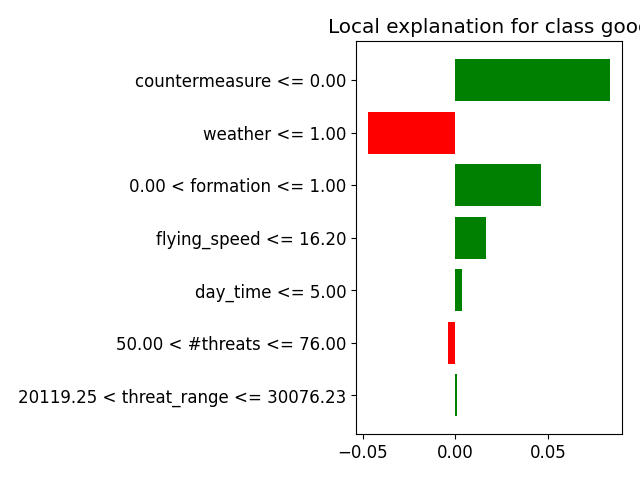 Local explanation for class good
countermeasure <= 0.00
weather <= 1.00
0.00 < formation <= 1.00
flying_speed <= 16.20
day_time <= 5.00
50.00 < #threats <= 76.00
20119.25 < threat_range <= 30076.23
−0.05 0.00 0.05